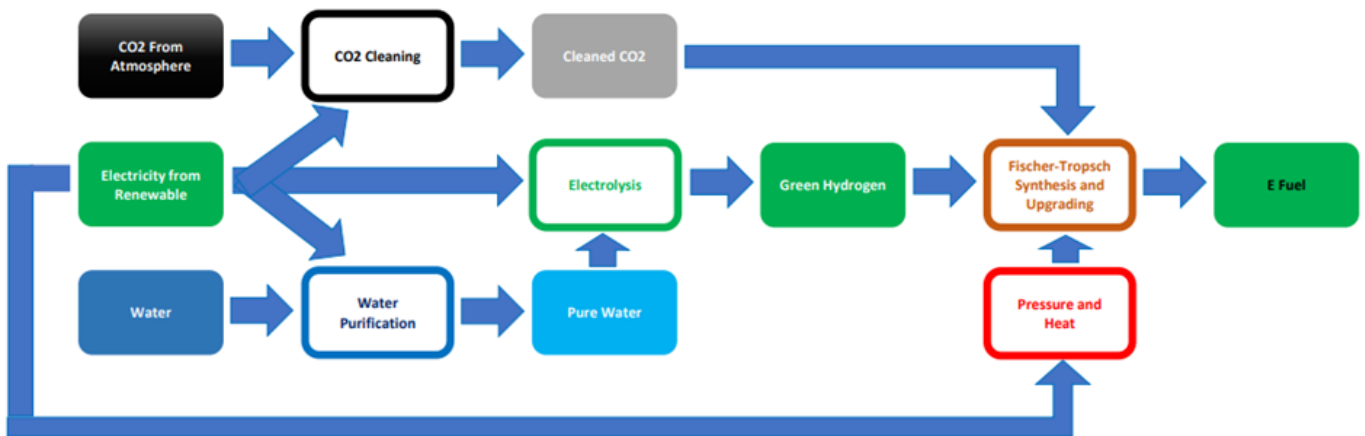 CO2 From
Atmosphere
CO2 Cleaning
Cleaned CO2
Electricity from
Renewable
Electrolysis
Green Hydrogen
Fischer-Tropsch
Synthesis and
Upgrading
E Fuel
Water
Water
Purification
Pure Water
Pressure and
Heat